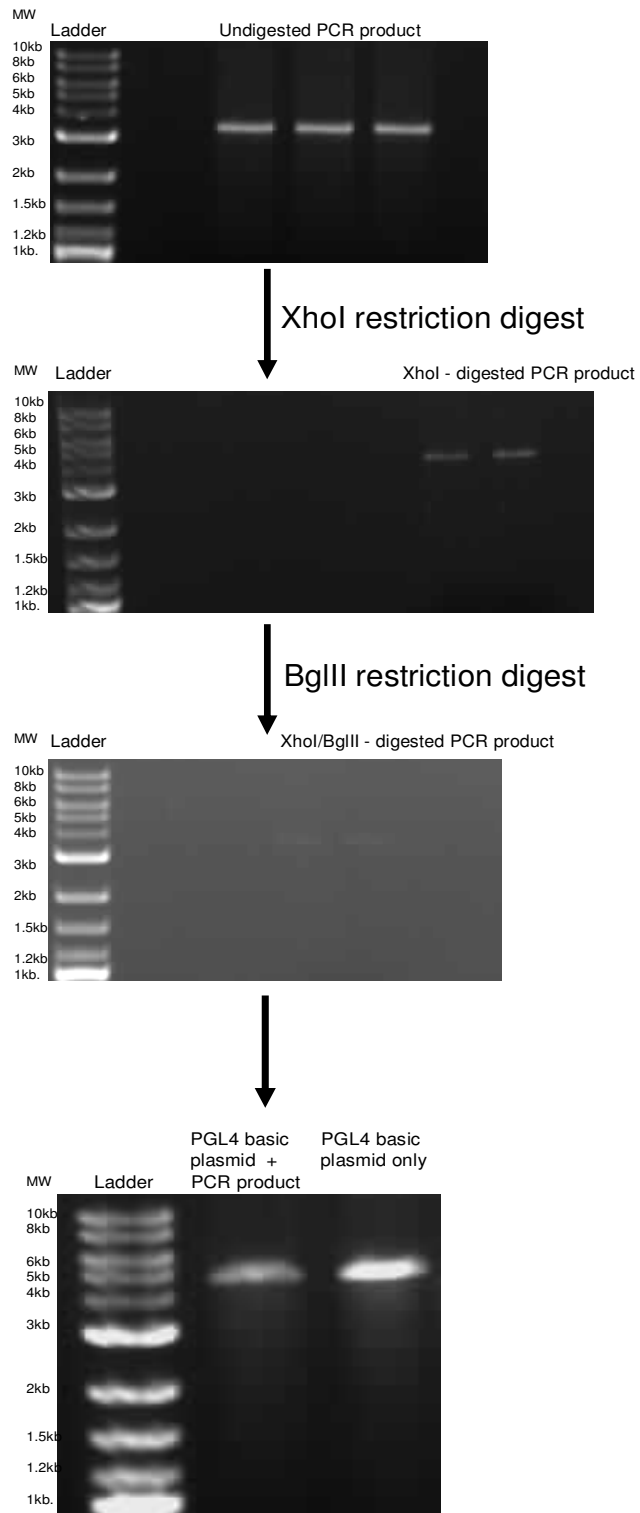 MW
Ladder
Undigested PCR product
10kb
8kb
6kb
5kb
4kb
3kb
2kb
1.5kb
1.2kb
1kb.
XhoI restriction digest
MW
Ladder
XhoI - digested PCR product
10kb
8kb
6kb
5kb
4kb
3kb
2kb
1.5kb
1.2kb
1kb.
BglII restriction digest
MW
Ladder
XhoI/BglII - digested PCR product
10kb
8kb
6kb
5kb
4kb
3kb
2kb
1.5kb
1.2kb
1kb.
MW
Ladder
PGL4 basic
plasmid +
PCR product
PGL4 basic
plasmid only
10kb
8kb
6kb
5kb
4kb
3kb
2kb
1.5kb
1.2kb
1kb.